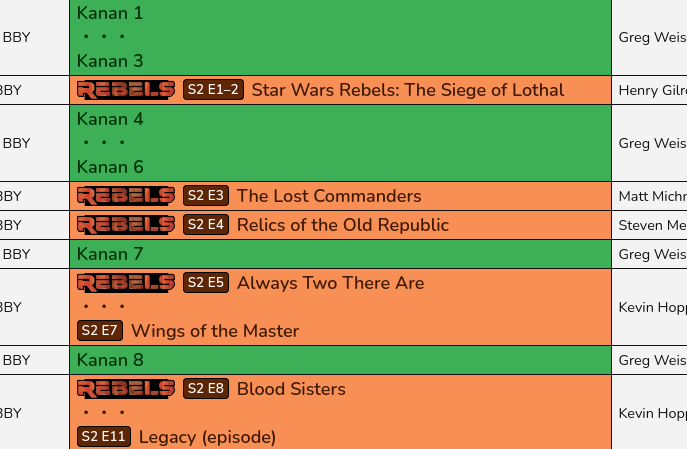 Kanan 1
BBY
· · ·
Greg Weis
Kanan 3
BBY
REBELS S2 E1–2 Star Wars Rebels: The Siege of Lothal
Henry Gilr
Kanan 4
BBY
· · ·
Greg Weis
Kanan 6
BBY
REBELS S2 E3 The Lost Commanders
Matt Michn
BBY
REBELS S2 E4 Relics of the Old Republic
Steven Me
BBY
Kanan 7
Greg Weis
REBELS S2 E5 Always Two There Are
BBY
· · ·
Kevin Hopp
S2 E7 Wings of the Master
BBY
Kanan 8
Greg Weis
REBELS S2 E8 Blood Sisters
BBY
· · ·
Kevin Hopp
S2 E11 Legacy (episode)